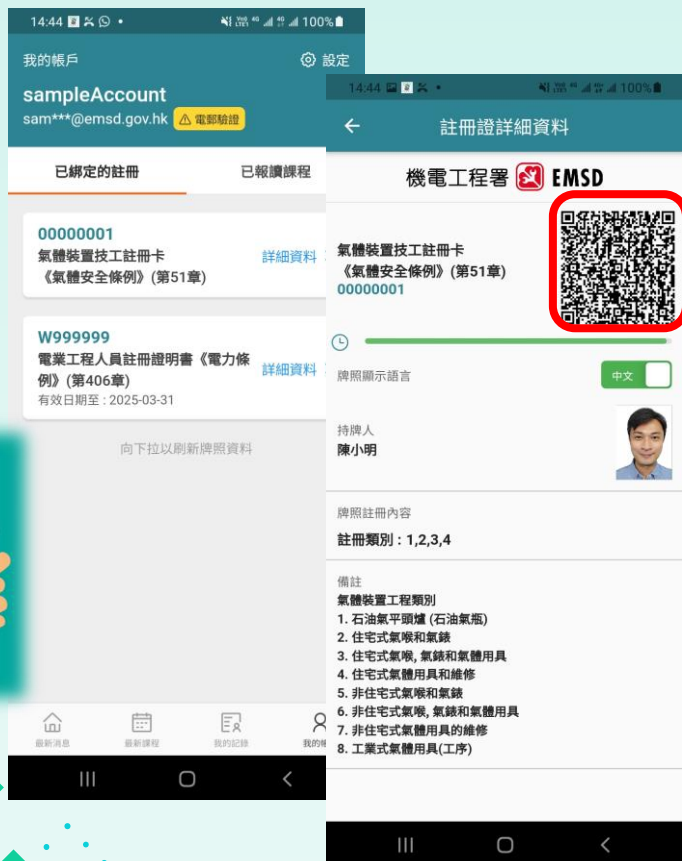 14:44
100%
我的帳戶
設定
sampleAccount
sam***@emsd.gov.hk
電郵驗證
已綁定的註冊
已報讀課程
00000001
氣體裝置技工註冊卡
《氣體安全條例》(第51章)
詳細資料
W999999
電業工程人員註冊證明書《電力條
例》(第406章)
有效日期至 : 2025-03-31
詳細資料
向下拉以刷新牌照資料
最新消息
最新課程
我的記錄
14:44
100%
註冊證詳細資料
機電工程署 EMSD
氣體裝置技工註冊卡
《氣體安全條例》(第51章)
00000001
牌照顯示語言
中文
持牌人
陳小明
牌照註冊內容
註冊類別 : 1,2,3,4
備註
氣體裝置工程類別
1. 石油氣平頭爐 (石油氣瓶)
2. 住宅式氣喉和氣錶
3. 住宅式氣喉, 氣錶和氣體用具
4. 住宅式氣體用具和維修
5. 非住宅式氣喉和氣錶
6. 非住宅式氣喉, 氣錶和氣體用具
7. 非住宅式氣體用具的維修
8. 工業式氣體用具(工序)